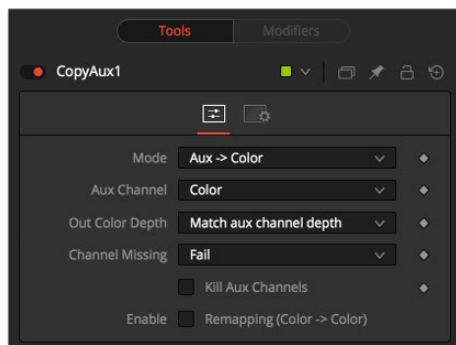 Tools Modifiers
CopyAux1
Mode Aux -> Color
Aux Channel Color
Out Color Depth Match aux channel depth
Channel Missing Fail
Kill Aux Channels
Enable Remapping (Color -> Color)